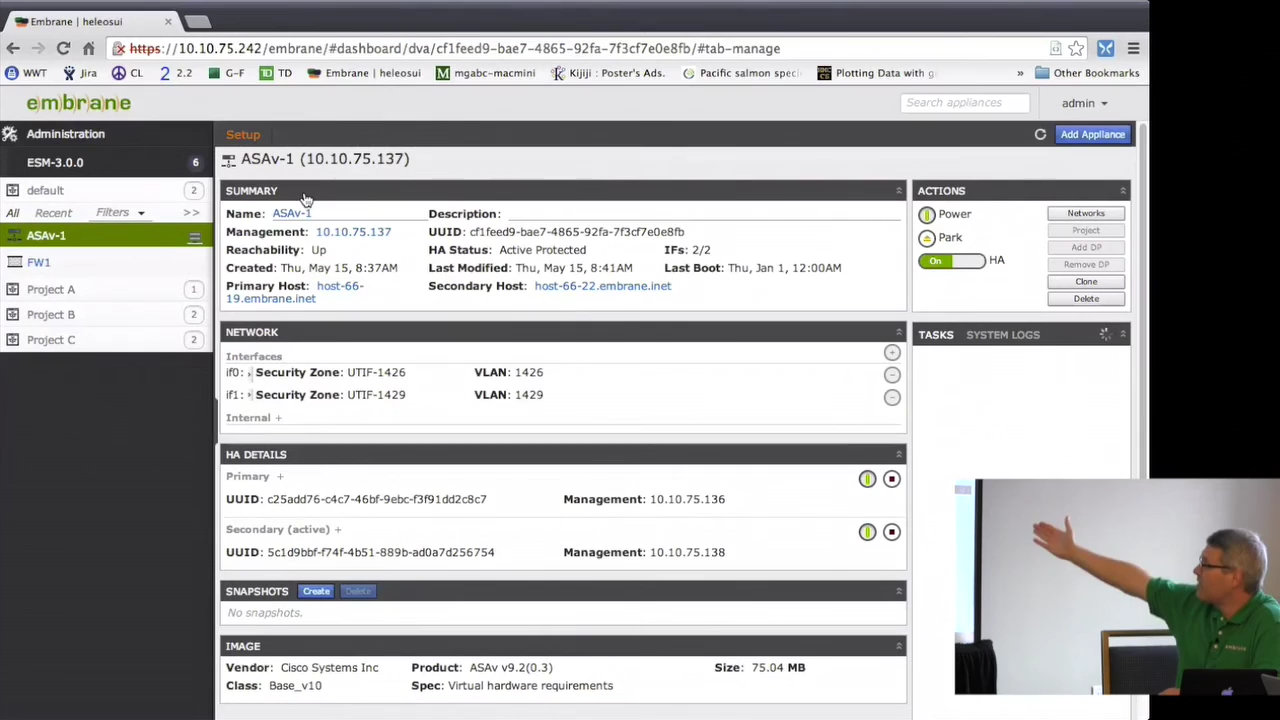 Embrane | heleosui
https://10.10.75.242/embrane/#dashboard/dva/cf1feed9-bae7-4865-92fa-7f3cf7e0e8fb/#tab-manage
WWT Jira CL 2.2 G-F TD Embrane | heleosui mgabc-macmini Kijiji : Poster's Ads. Pacific salmon speci Plotting Data with g » Other Bookmarks
embrane Search appliances admin
Administration Setup Add Appliance
ESM-3.0.0 6
ASAv-1 (10.10.75.137)
default 2
All Recent Filters >>
ASAv-1
FW1
Project A 1
Project B 2
Project C 2
SUMMARY
Name: ASAv-1 Description:
Management: 10.10.75.137 UUID: cf1feed9-bae7-4865-92fa-7f3cf7e0e8fb
Reachability: Up HA Status: Active Protected IFs: 2/2
Created: Thu, May 15, 8:37AM Last Modified: Thu, May 15, 8:41AM Last Boot: Thu, Jan 1, 12:00AM
Primary Host: host-66- Secondary Host: host-66-22.embrane.inet
19.embrane.inet
NETWORK
Interfaces
if0: Security Zone: UTIF-1426 VLAN: 1426
if1: Security Zone: UTIF-1429 VLAN: 1429
Internal +
HA DETAILS
Primary +
UUID: c25add76-c4c7-46bf-9ebc-f3f91dd2c8c7 Management: 10.10.75.136
Secondary (active) +
UUID: 5c1d9bbf-f74f-4b51-889b-ad0a7d256754 Management: 10.10.75.138
SNAPSHOTS Create Delete
No snapshots.
IMAGE
Vendor: Cisco Systems Inc Product: ASAv v9.2(0.3) Size: 75.04 MB
Class: Base_v10 Spec: Virtual hardware requirements
ACTIONS
Power Networks
Project
Park Add DP
On HA Remove DP
Clone
Delete
TASKS SYSTEM LOGS